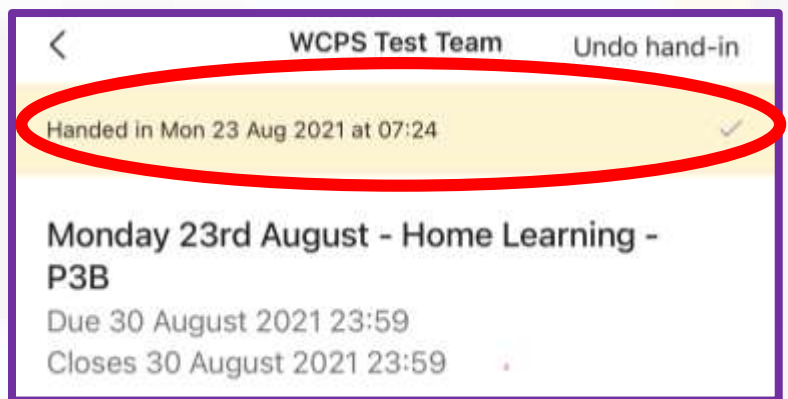 WCPS Test Team Undo hand-in
Handed in Mon 23 Aug 2021 at 07:24
Monday 23rd August - Home Learning -
P3B
Due 30 August 2021 23:59
Closes 30 August 2021 23:59